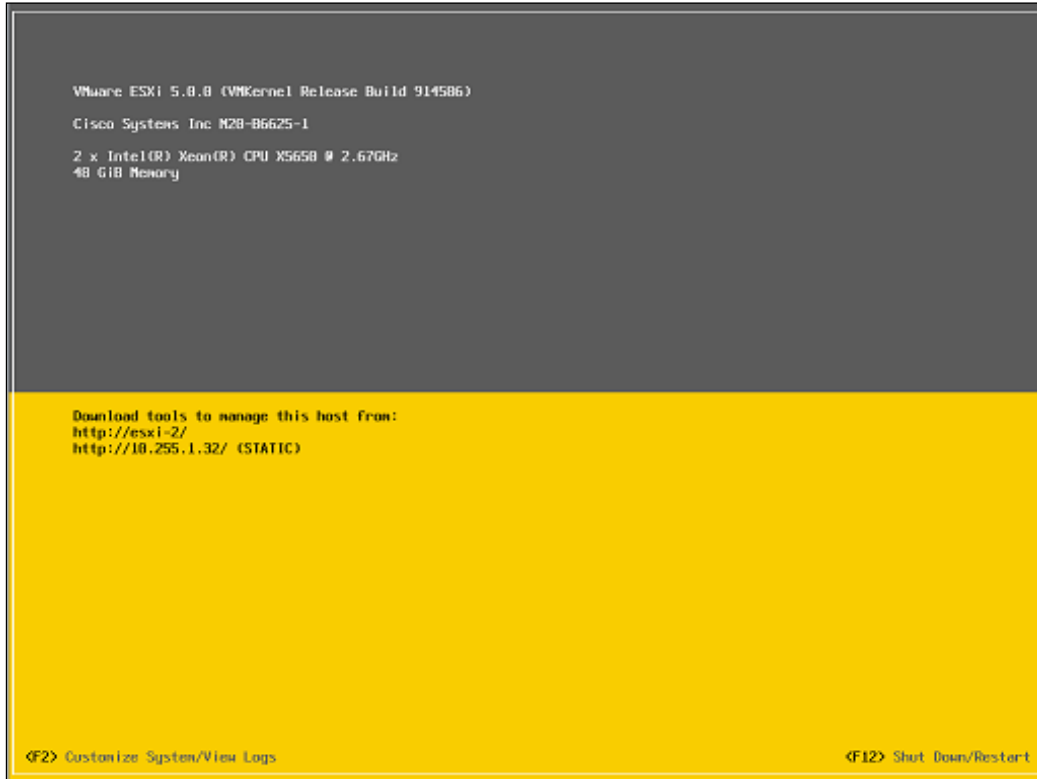 VMware ESXi 5.0.0 (VMKernel Release Build 914586)
Cisco Systems Inc N20-B6625-1
2 x Intel(R) Xeon(R) CPU X5650 @ 2.67GHz
48 GiB Memory
Download tools to manage this host from:
http://esxi-2/
http://10.255.1.32/ (STATIC)
<F2> Customize System/View Logs
<F12> Shut Down/Restart